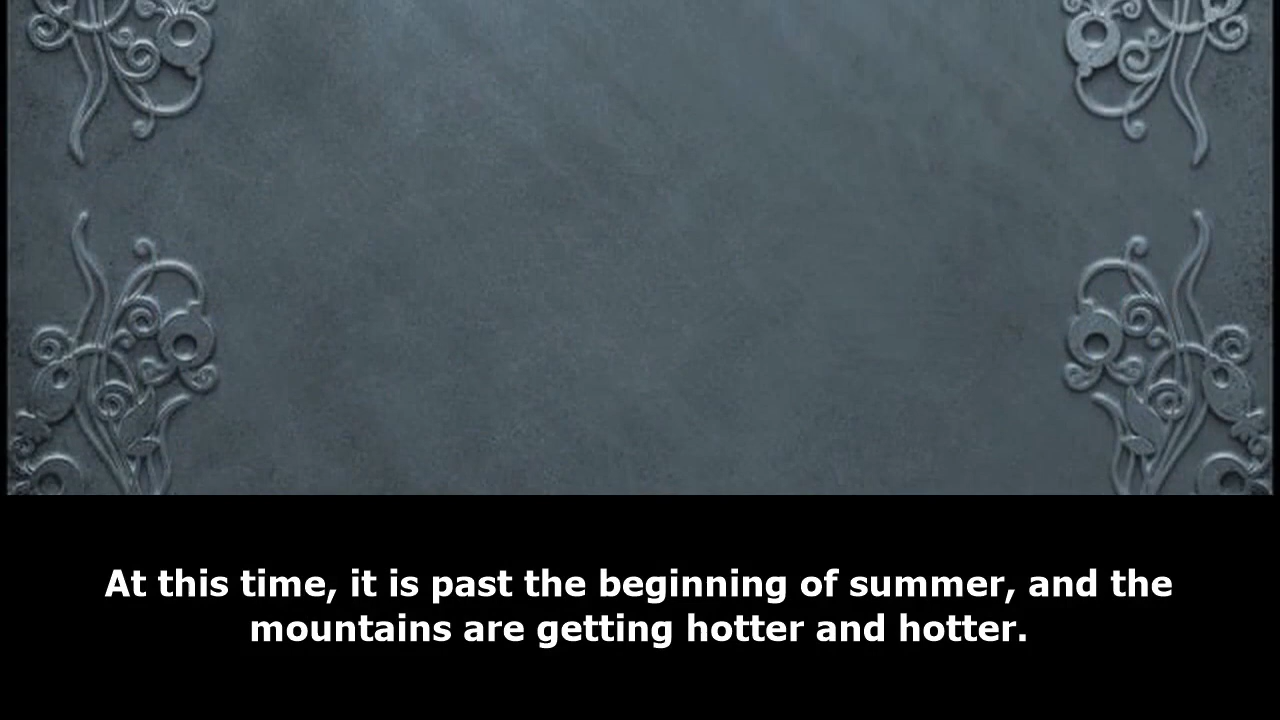 At this time, it is past the beginning of summer, and the
mountains are getting hotter and hotter.